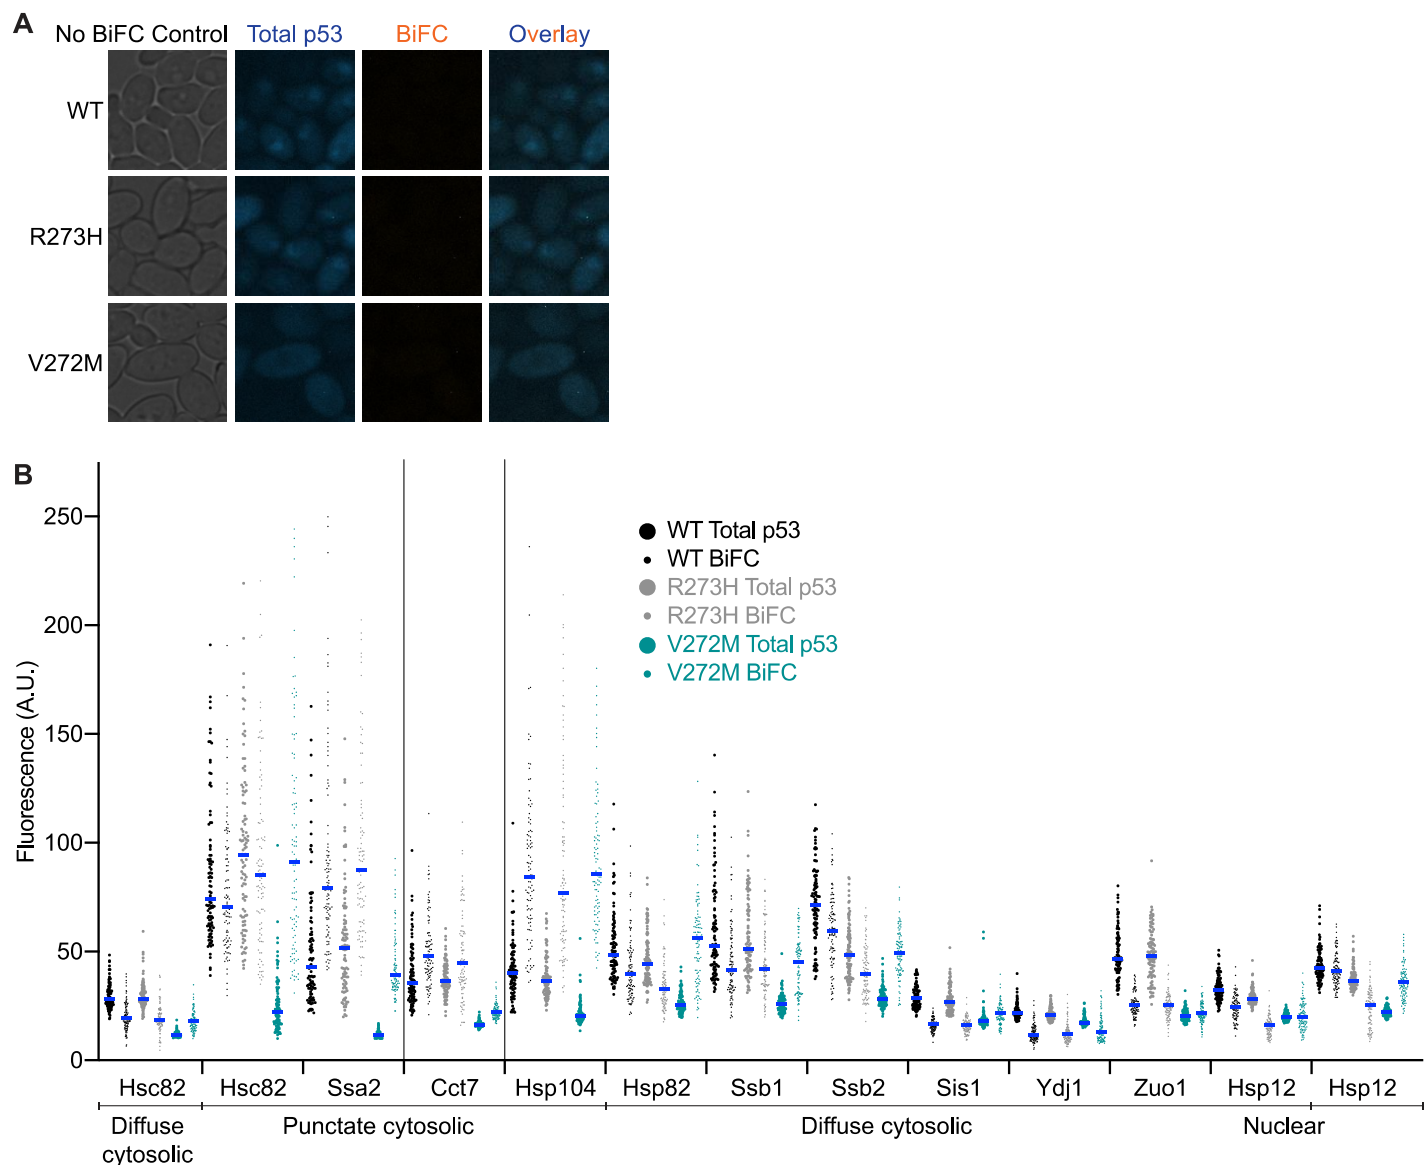 A
No BiFC Control Total p53 BiFC Overlay
WT
R273H
V272M
B
Fluorescence (A.U.)
250
200
150
100
50
0
WT Total p53
WT BiFC
R273H Total p53
R273H BiFC
V272M Total p53
V272M BiFC
Hsc82 Hsc82 Ssa2 Cct7 Hsp104 Hsp82 Ssb1 Ssb2 Sis1 Ydj1 Zuo1 Hsp12 Hsp12
Diffuse cytosolic Punctate cytosolic Diffuse cytosolic Nuclear